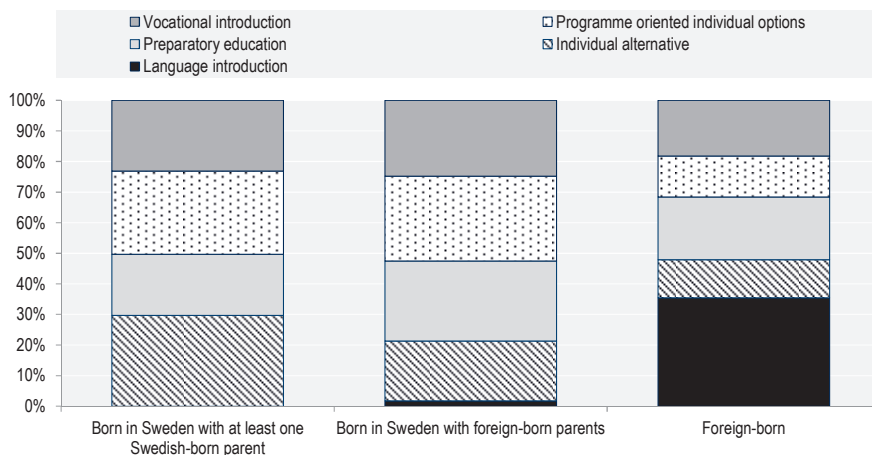 Vocational introduction
Programme oriented individual options
Preparatory education
Individual alternative
Language introduction
100%
90%
80%
70%
60%
50%
40%
30%
20%
10%
0%
Born in Sweden with at least one
Swedish-born parent
Born in Sweden with foreign-born parents
Foreign-born